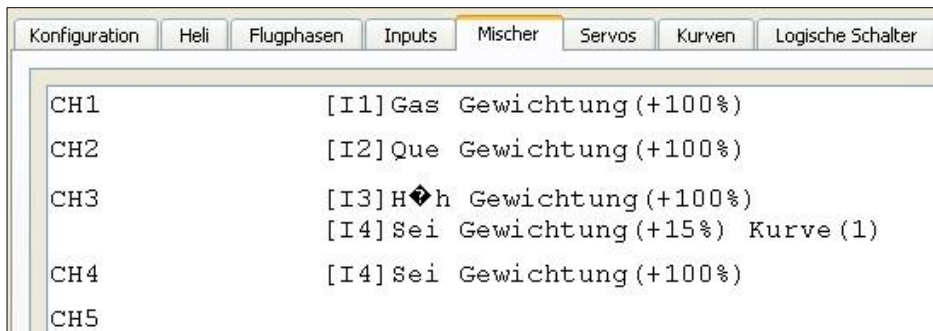 Konfiguration Heli Flugphasen Inputs Mischer Servos Kurven Logische Schalter
CH1 [I1]Gas Gewichtung(+100%)
CH2 [I2]Que Gewichtung(+100%)
CH3 [I3]H�h Gewichtung(+100%)
[I4]Sei Gewichtung(+15%) Kurve(1)
CH4 [I4]Sei Gewichtung(+100%)
CH5